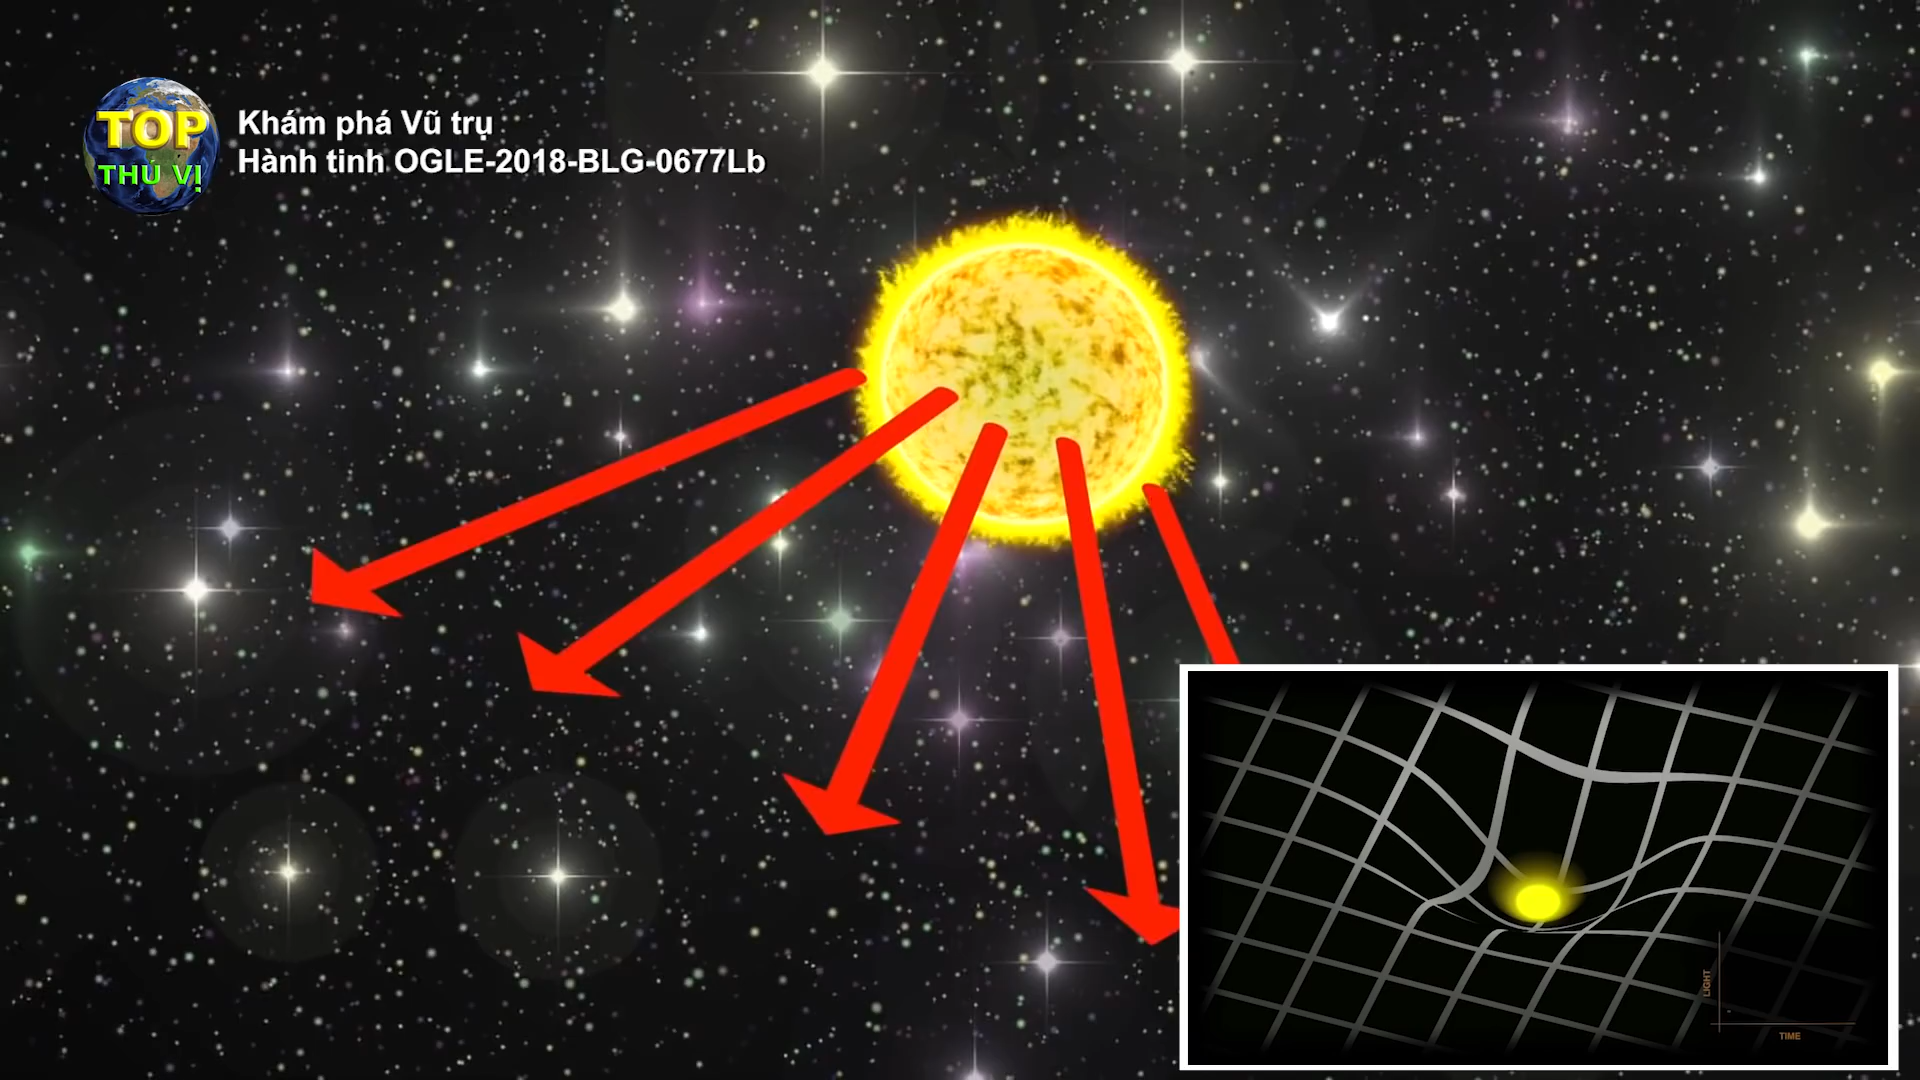 TOP
THÚ VỊ
Khám phá Vũ trụ
Hành tinh OGLE-2018-BLG-0677Lb
LIGHT
TIME